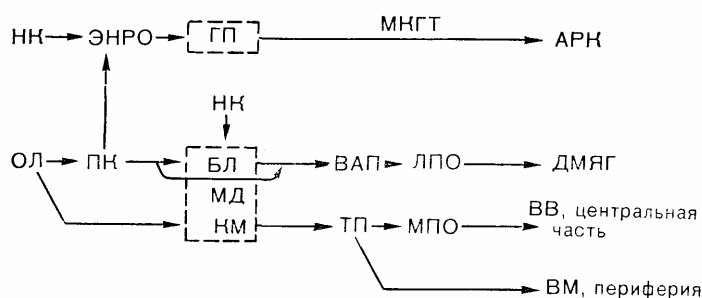 МКГТ
НК ЭНРО ГП АРК
НК
ОЛ ПК БЛ ВАП ЛПО ДМЯГ
МД
КМ ТП МПО ВВ, центральная
часть
ВМ, периферия